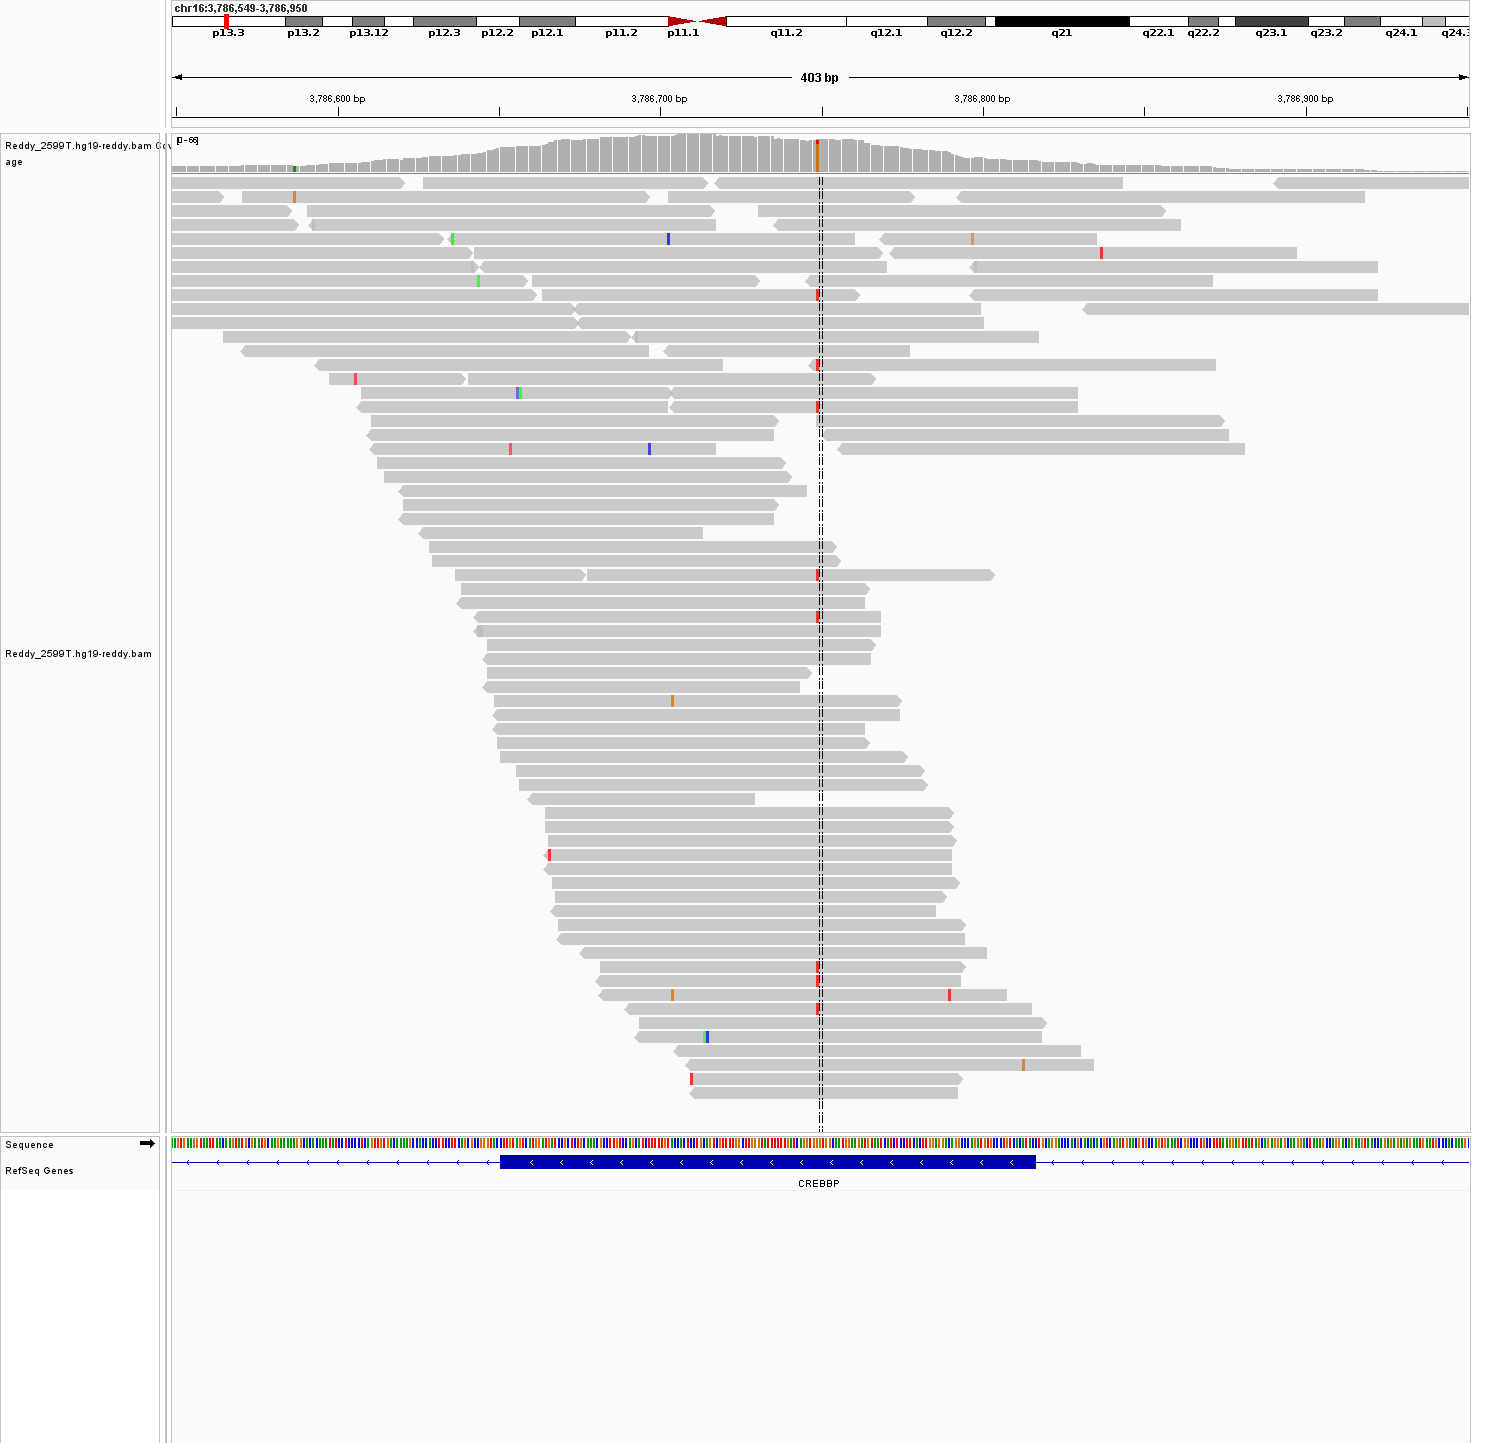 chr16:3,786,549-3,786,950
p13.3 p13.2 p13.12 p12.3 p12.2 p12.1 p11.2 p11.1 q11.2 q12.1 q12.2 q21 q22.1 q22.2 q23.1 q23.2 q24.1 q24.3
403 bp
3,786,600 bp 3,786,700 bp 3,786,800 bp 3,786,900 bp
Reddy_2599T.hg19-reddy.bam Cov
age
[0-66]
Reddy_2599T.hg19-reddy.bam
Sequence
RefSeq Genes
CREBBP